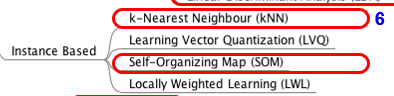 k-Nearest Neighbour (kNN) 6
Learning Vector Quantization (LVQ)
Instance Based
Self-Organizing Map (SOM)
Locally Weighted Learning (LWL)